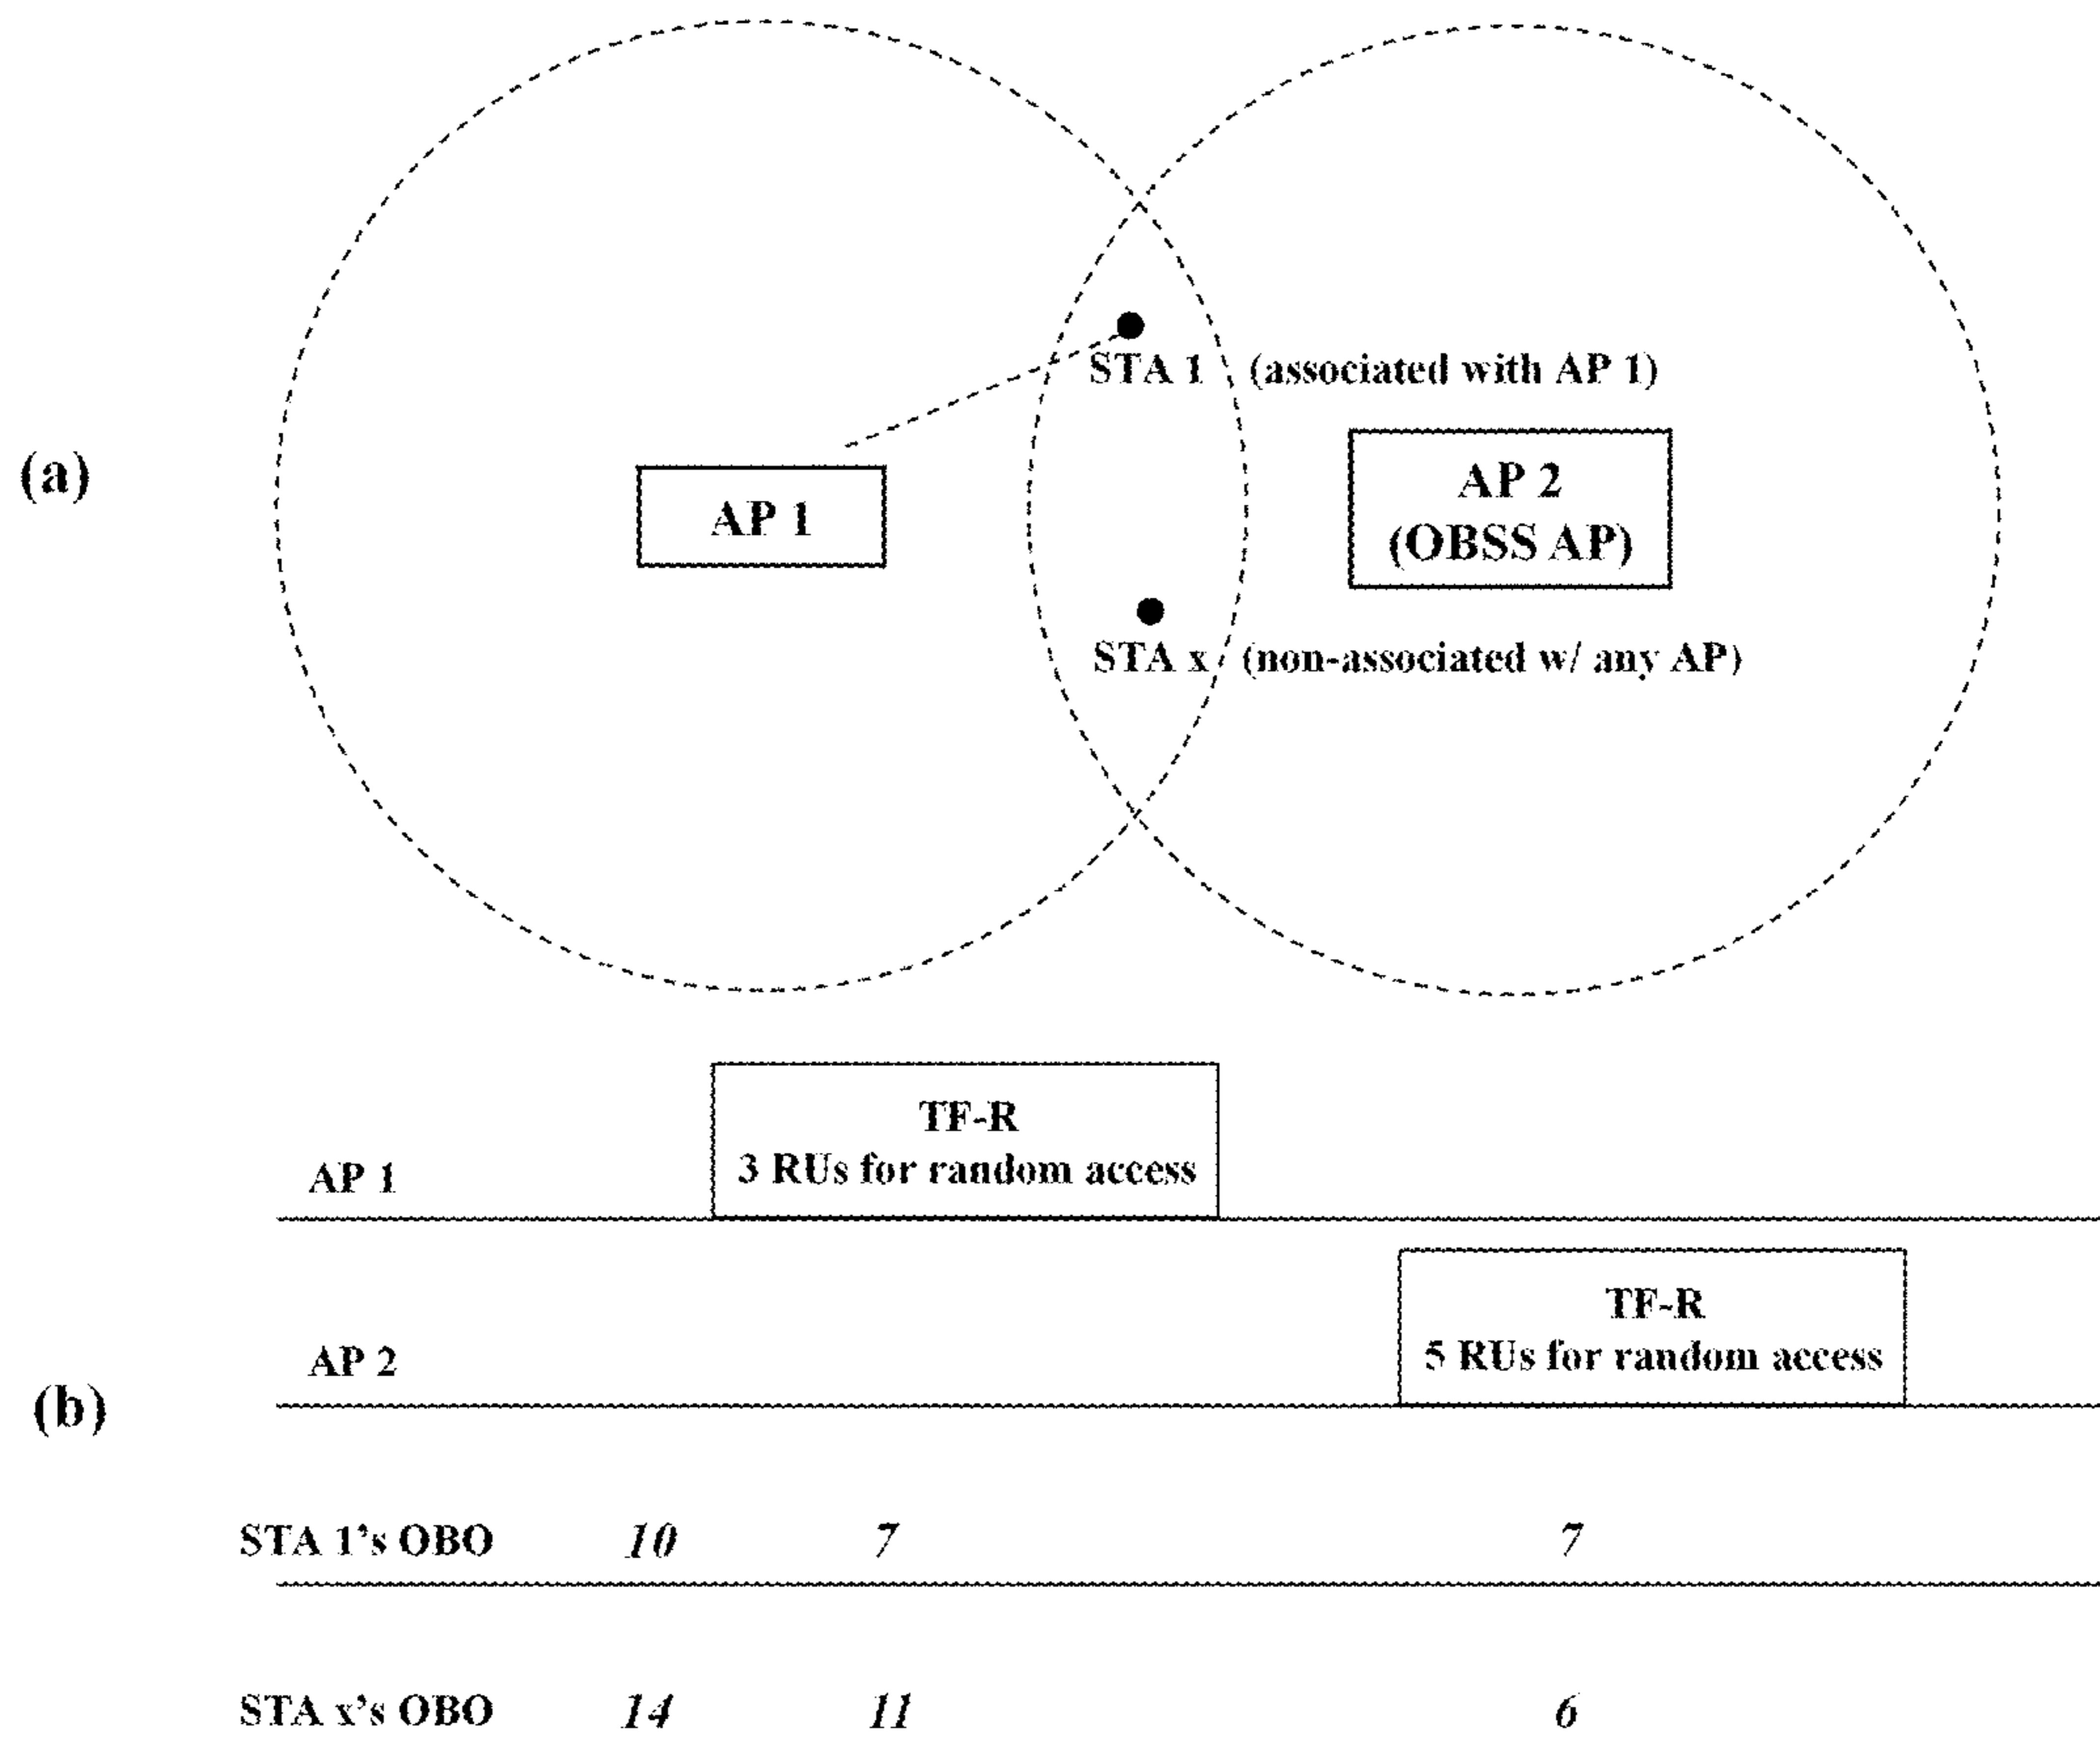 (a)
STA 1 (associated with AP 1)
AP 1
AP 2
(OBSS AP)
STA x (non-associated w/ any AP)
(b)
AP 1
TF-R
3 RUs for random access
AP 2
TF-R
5 RUs for random access
STA 1's OBO 10 7 7
STA x's OBO 14 11 6